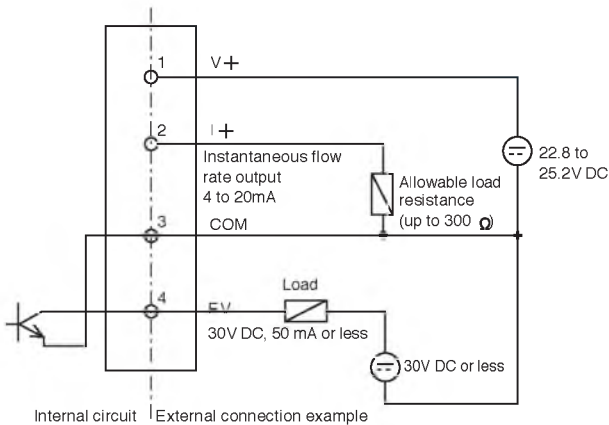 1 V+
2 I+
Instantaneous flow
rate output
4 to 20mA
22.8 to
25.2V DC
Allowable load
resistance
(up to 300 Ω)
3 COM
Load
4 EV
30V DC, 50 mA or less
30V DC or less
Internal circuit External connection example